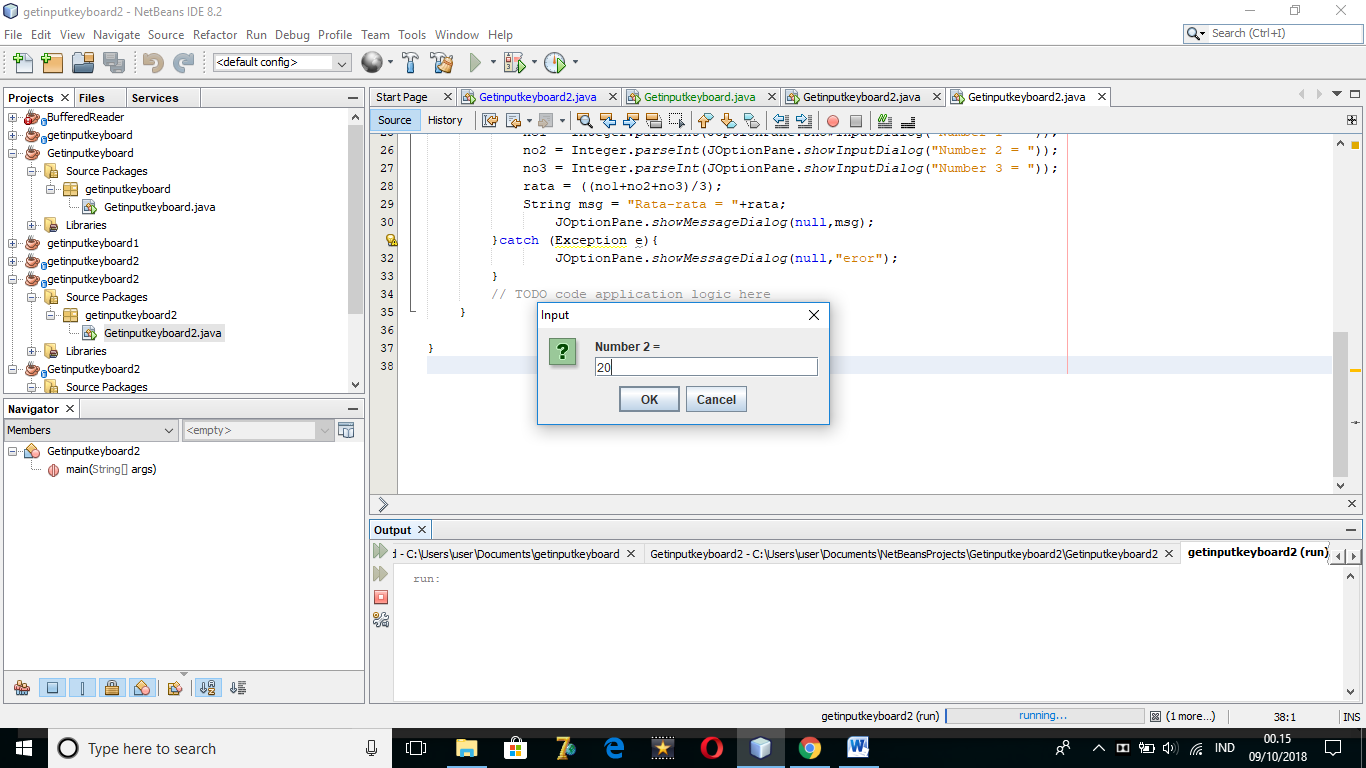 getinputkeyboard2 - NetBeans IDE 8.2
File Edit View Navigate Source Refactor Run Debug Profile Team Tools Window Help
Search (Ctrl+I)
<default config>
Projects Files Services
BufferedReader
getinputkeyboard
Getinputkeyboard
Source Packages
getinputkeyboard
Getinputkeyboard.java
Libraries
getinputkeyboard1
getinputkeyboard2
getinputkeyboard2
Source Packages
getinputkeyboard2
Getinputkeyboard2.java
Libraries
Getinputkeyboard2
Source Packages
Navigator
Members <empty>
Getinputkeyboard2
main(String[] args)
Start Page Getinputkeyboard2.java Getinputkeyboard.java Getinputkeyboard2.java Getinputkeyboard2.java
Source History
25 no1 = Integer.parseInt(JOptionPane.showInputDialog("Number 1 = "));
26 no2 = Integer.parseInt(JOptionPane.showInputDialog("Number 2 = "));
27 no3 = Integer.parseInt(JOptionPane.showInputDialog("Number 3 = "));
28 rata = ((no1+no2+no3)/3);
29 String msg = "Rata-rata = "+rata;
30 JOptionPane.showMessageDialog(null,msg);
}catch (Exception e){
32 JOptionPane.showMessageDialog(null,"eror");
33 }
34 // TODO code application logic here
35 }
36
37 }
38
Input
Number 2 =
20
OK Cancel
Output
d - C:\Users\user\Documents\getinputkeyboard Getinputkeyboard2 - C:\Users\user\Documents\NetBeansProjects\Getinputkeyboard2\Getinputkeyboard2 getinputkeyboard2 (run)
run:
getinputkeyboard2 (run) running... (1 more...) 38:1 INS
Type here to search
IND
00.15
09/10/2018